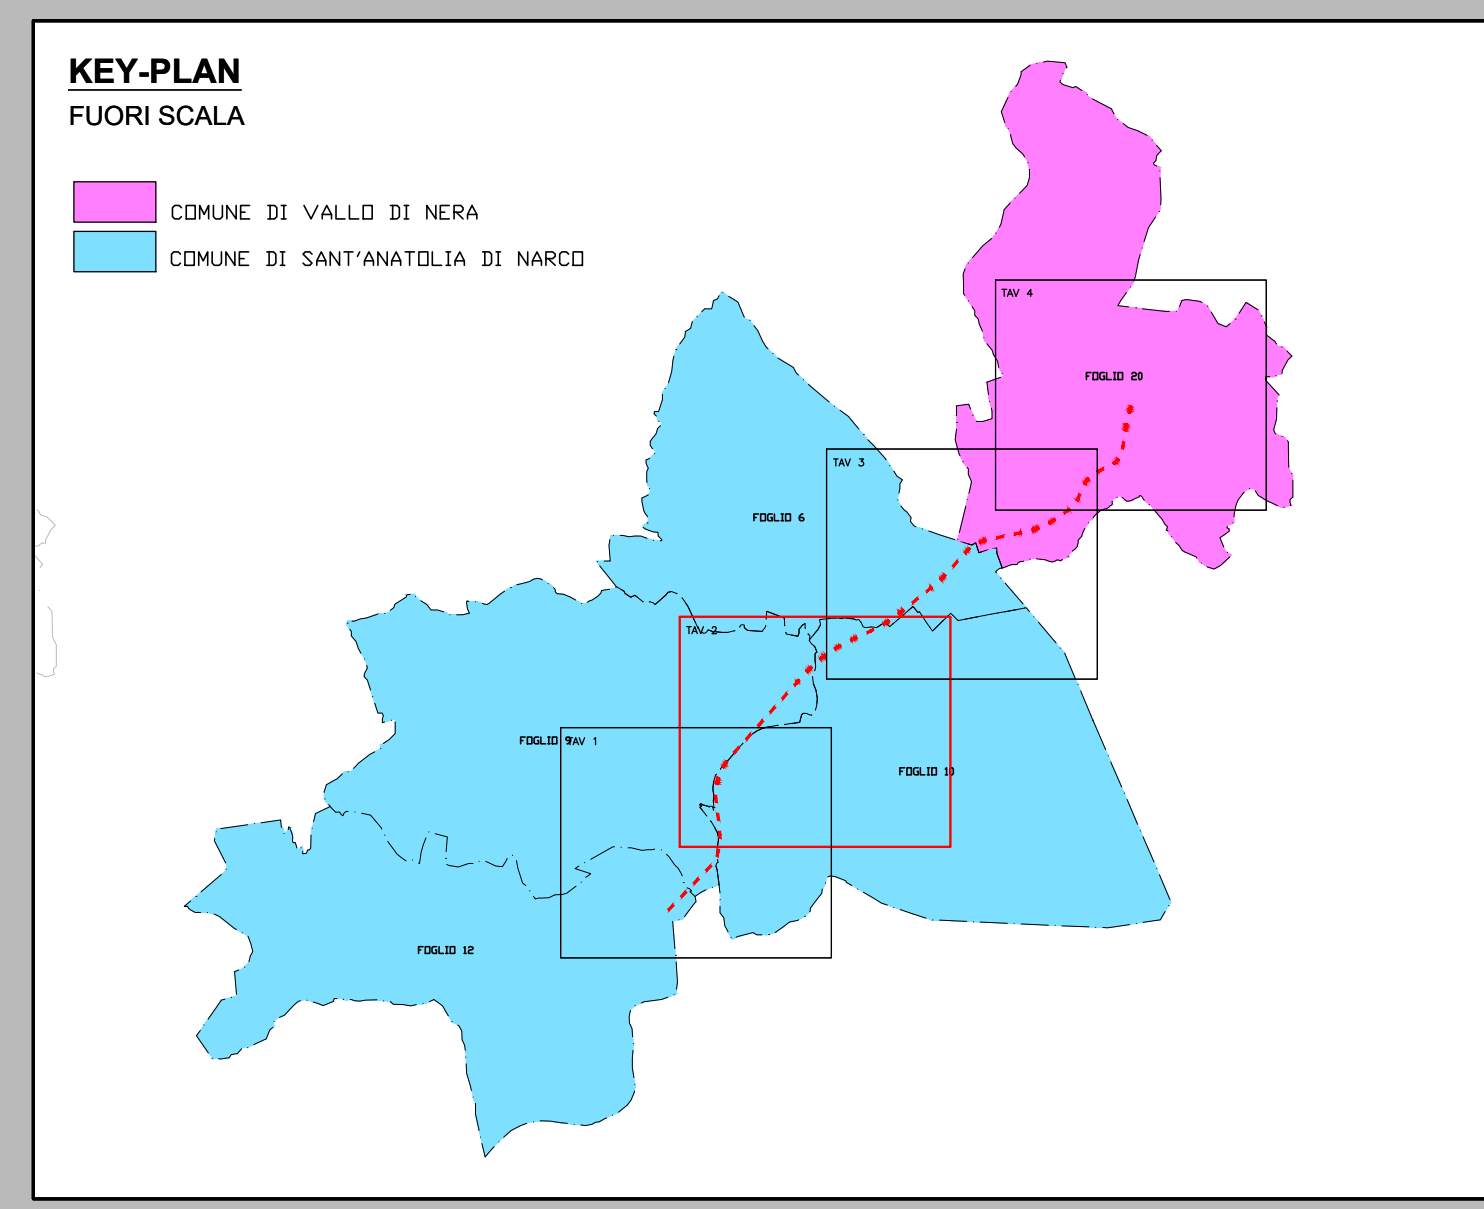 KEY-PLAN
FUORI SCALA
COMUNE DI VALLO DI NERA
COMUNE DI SANT'ANATOLIA DI NARCO
TAV 4
FOGLIO 20
TAV 3
FOGLIO 6
TAV 2
FOGLIO 9
TAV 1
FOGLIO 10
FOGLIO 12